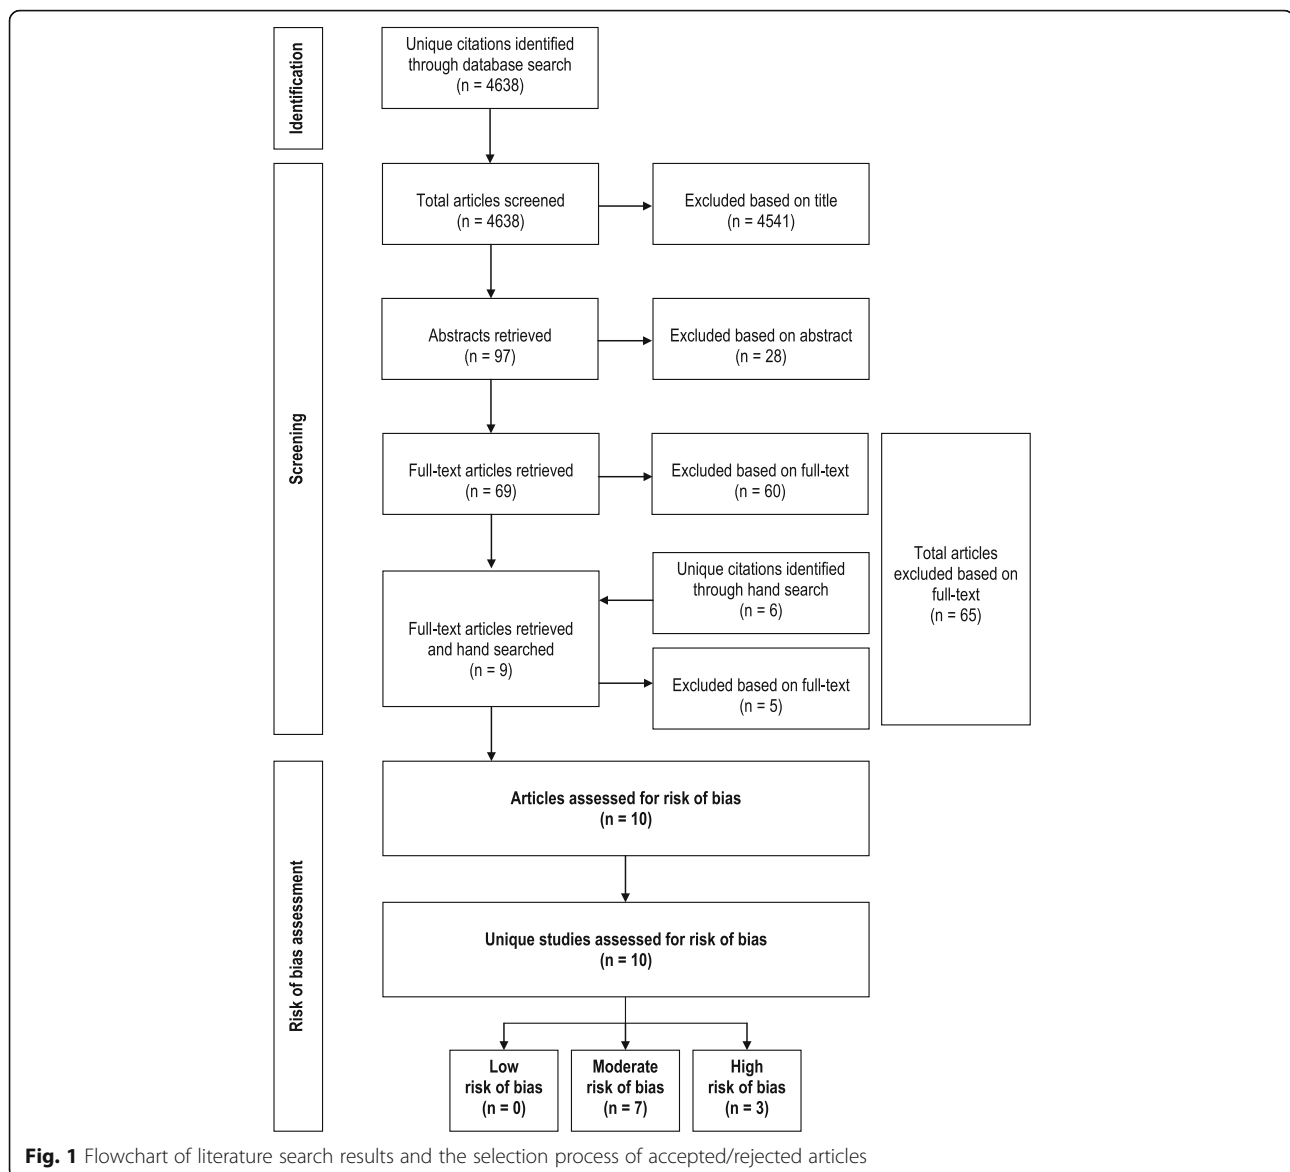 Identification
Unique citations identified
through database search
(n = 4638)
Screening
Total articles screened
(n = 4638)
Excluded based on title
(n = 4541)
Abstracts retrieved
(n = 97)
Excluded based on abstract
(n = 28)
Full-text articles retrieved
(n = 69)
Excluded based on full-text
(n = 60)
Total articles
excluded based on
full-text
(n = 65)
Unique citations identified
through hand search
(n = 6)
Full-text articles retrieved
and hand searched
(n = 9)
Excluded based on full-text
(n = 5)
Risk of bias assessment
Articles assessed for risk of bias
(n = 10)
Unique studies assessed for risk of bias
(n = 10)
Low
risk of bias
(n = 0)
Moderate
risk of bias
(n = 7)
High
risk of bias
(n = 3)
Fig. 1 Flowchart of literature search results and the selection process of accepted/rejected articles